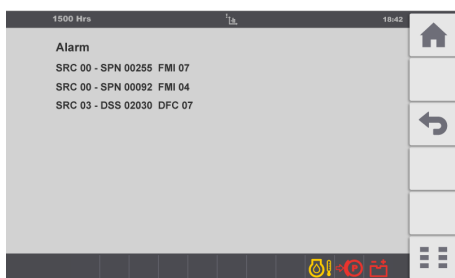 1500 Hrs
18:42
Alarm
SRC 00 - SPN 00255 FMI 07
SRC 00 - SPN 00092 FMI 04
SRC 03 - DSS 02030 DFC 07
P